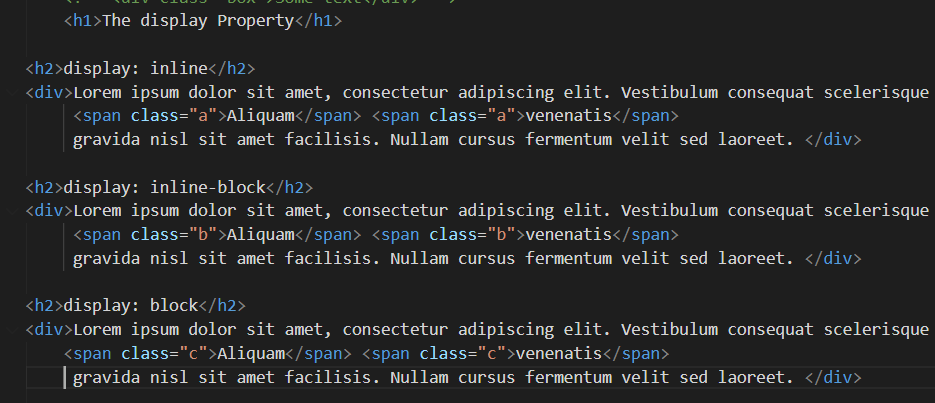 <h1>The display Property</h1>
<h2>display: inline</h2>
<div>Lorem ipsum dolor sit amet, consectetur adipiscing elit. Vestibulum consequat scelerisque
<span class="a">Aliquam</span> <span class="a">venenatis</span>
gravida nisl sit amet facilisis. Nullam cursus fermentum velit sed laoreet. </div>
<h2>display: inline-block</h2>
<div>Lorem ipsum dolor sit amet, consectetur adipiscing elit. Vestibulum consequat scelerisque
<span class="b">Aliquam</span> <span class="b">venenatis</span>
gravida nisl sit amet facilisis. Nullam cursus fermentum velit sed laoreet. </div>
<h2>display: block</h2>
<div>Lorem ipsum dolor sit amet, consectetur adipiscing elit. Vestibulum consequat scelerisque
<span class="c">Aliquam</span> <span class="c">venenatis</span>
gravida nisl sit amet facilisis. Nullam cursus fermentum velit sed laoreet. </div>